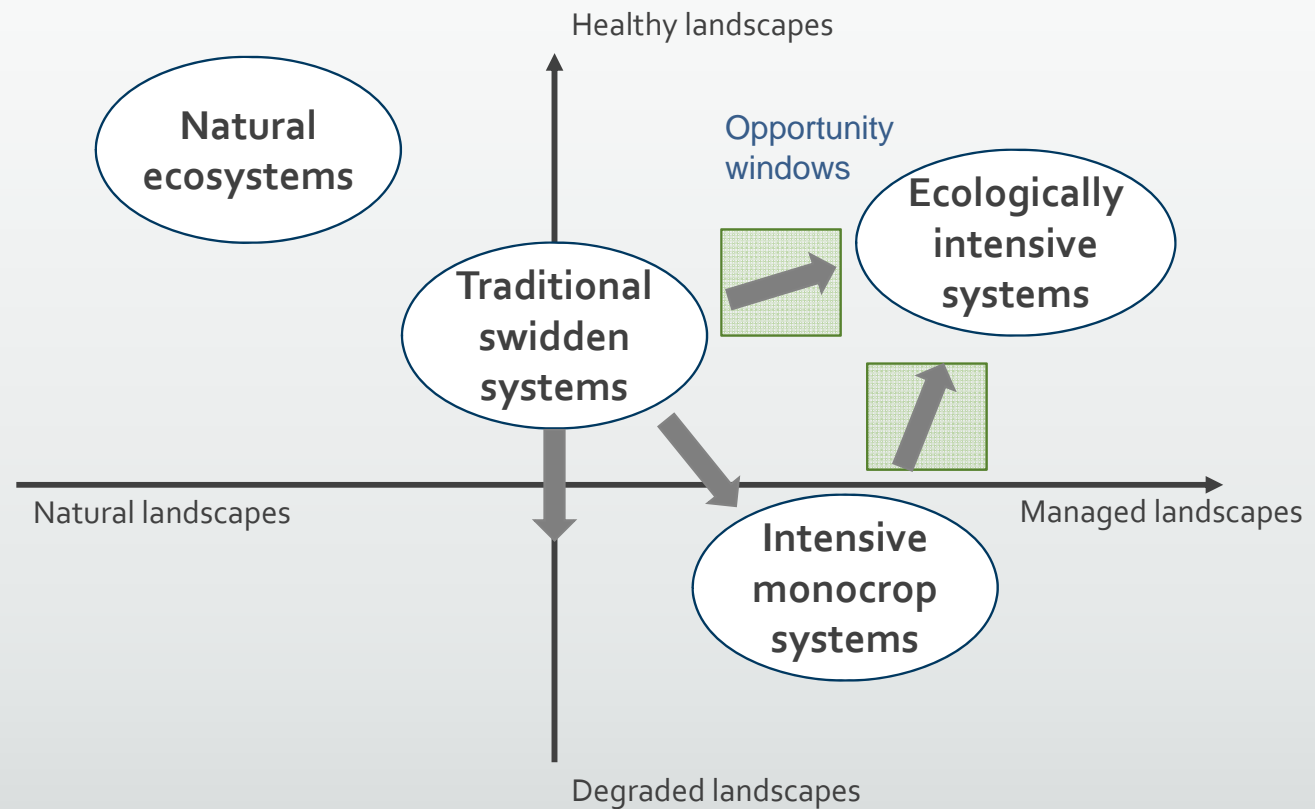 Healthy landscapes
Natural
ecosystems
Opportunity
windows
Ecologically
intensive
systems
Traditional
swidden
systems
Natural landscapes
Managed landscapes
Intensive
monocrop
systems
Degraded landscapes